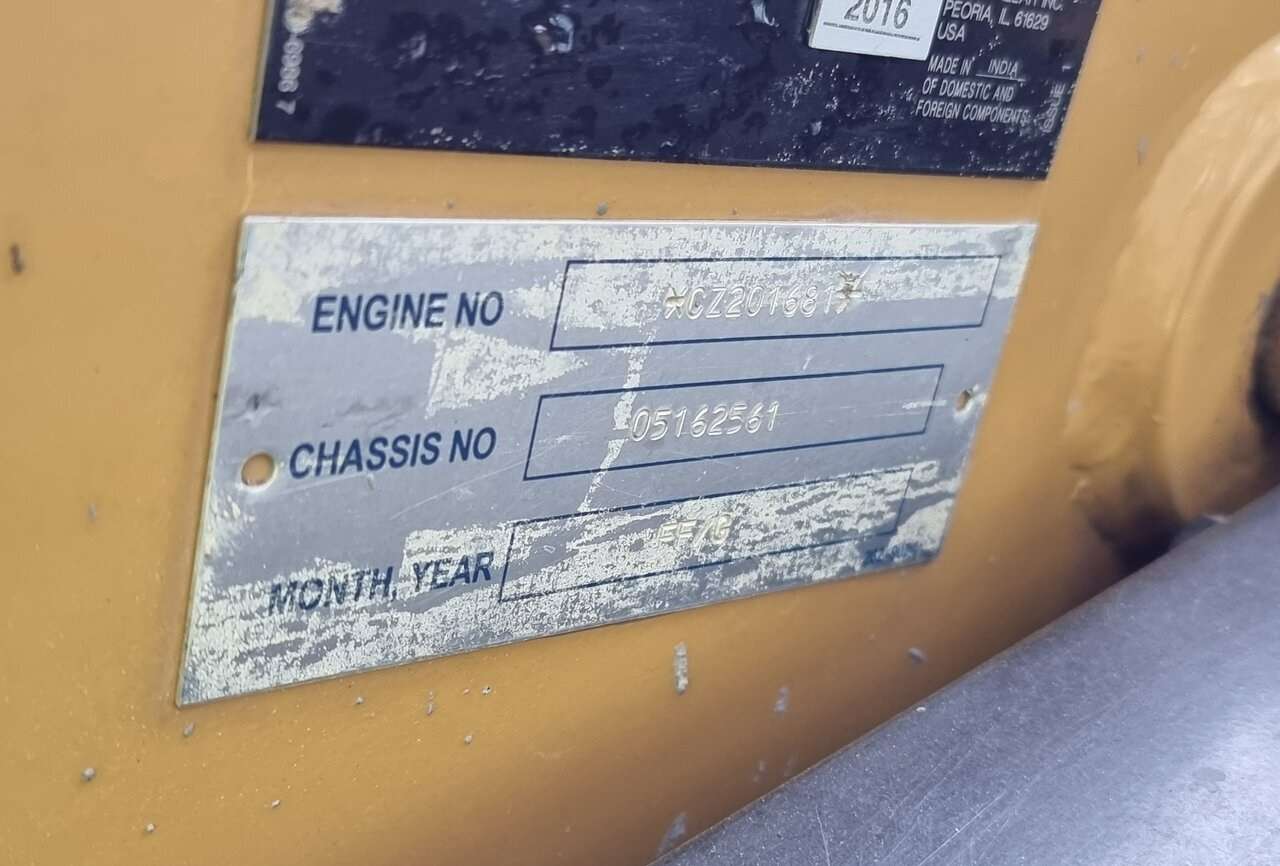 2016
PEORIA, IL 61629
USA
MADE IN INDIA
OF DOMESTIC AND
FOREIGN COMPONENTS
ENGINE NO *CZ201681*
CHASSIS NO 05162561
MONTH, YEAR EF/G